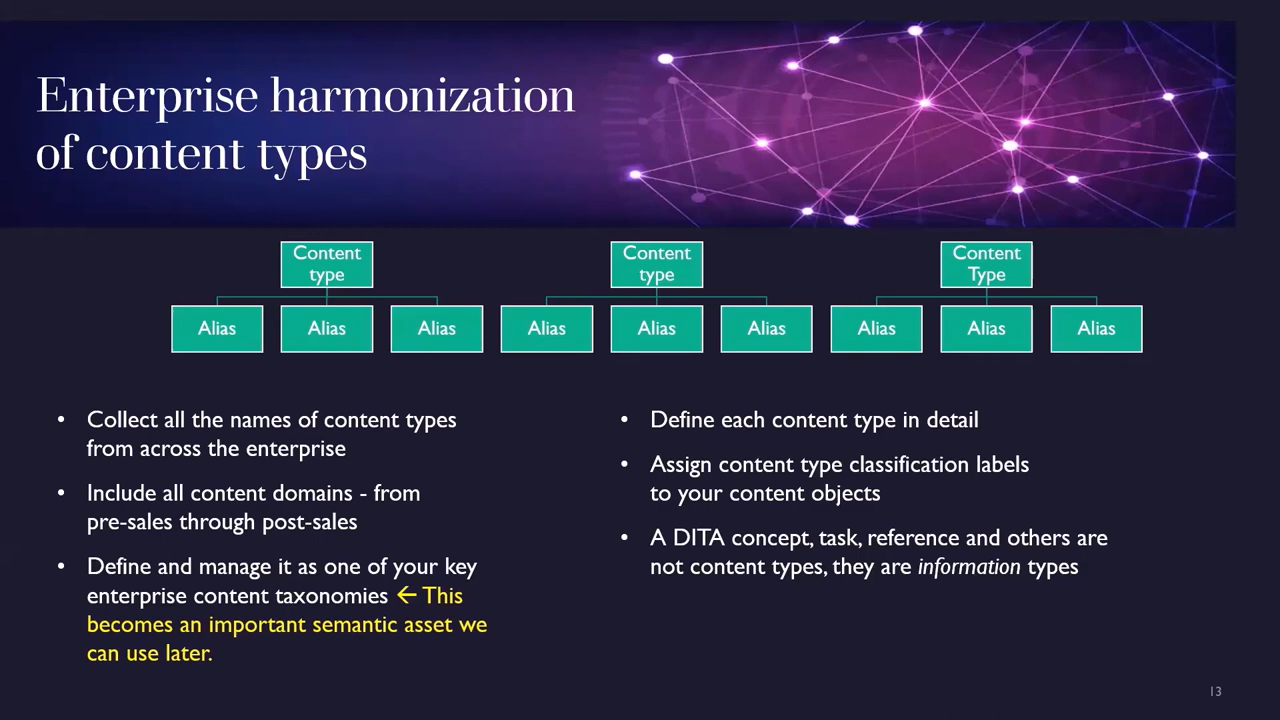 Enterprise harmonization
of content types
Content
type
Content
type
Content
Type
Alias
Alias
Alias
Alias
Alias
Alias
Alias
Alias
Alias
• Collect all the names of content types
from across the enterprise
• Include all content domains - from
pre-sales through post-sales
• Define and manage it as one of your key
enterprise content taxonomies ← This
becomes an important semantic asset we
can use later.
• Define each content type in detail
• Assign content type classification labels
to your content objects
• A DITA concept, task, reference and others are
not content types, they are information types
13